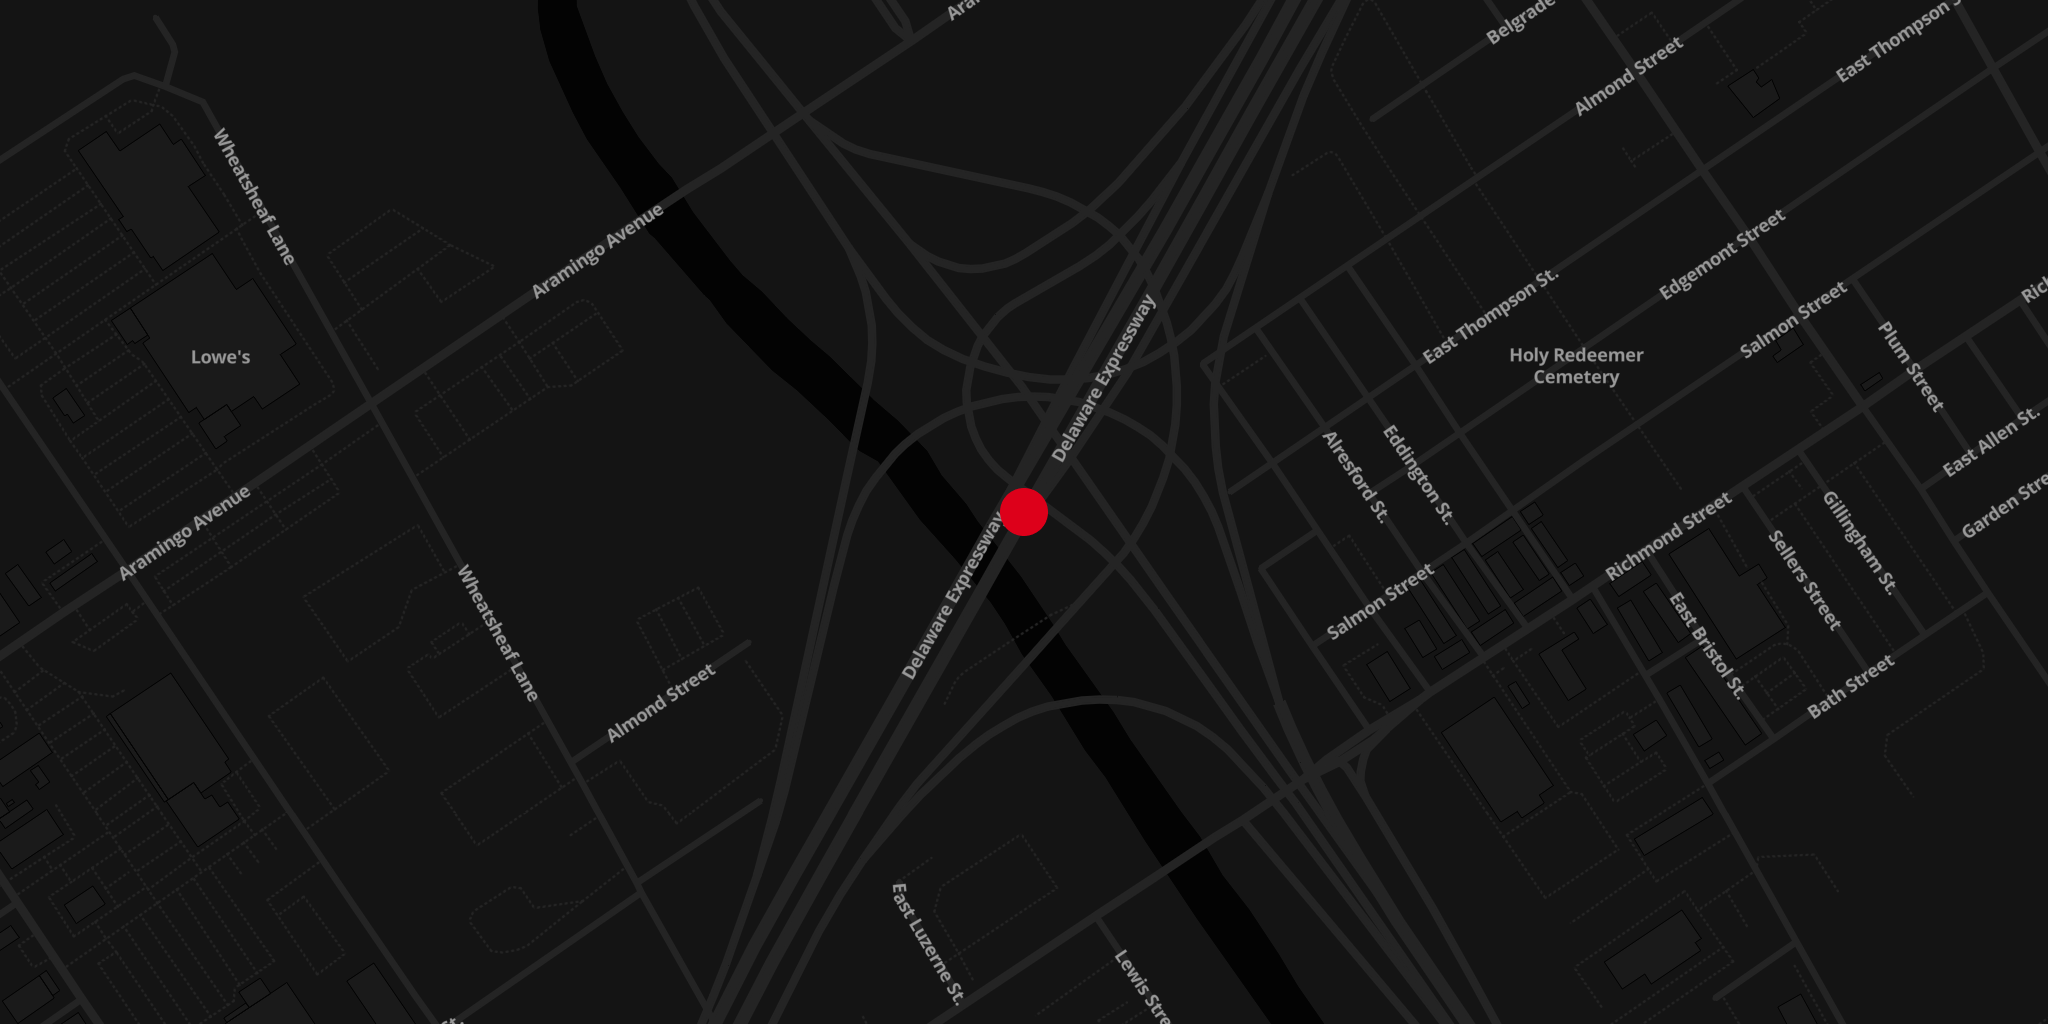 Ara
Belgrade
Almond Street
East Thompson S
Wheatsheaf Lane
Aramingo Avenue
Edgemont Street
East Thompson St.
Salmon Street
Ric
Delaware Expressway
Lowe's
Holy Redeemer
Cemetery
Plum Street
East Allen St.
Garden Stre
Alresford St.
Eddington St.
Aramingo Avenue
Richmond Street
Gillingham St.
Sellers Street
Delaware Expressway
Salmon Street
Wheatsheaf Lane
East Bristol St.
Bath Street
Almond Street
East Luzerne St.
Lewis Stre
St.